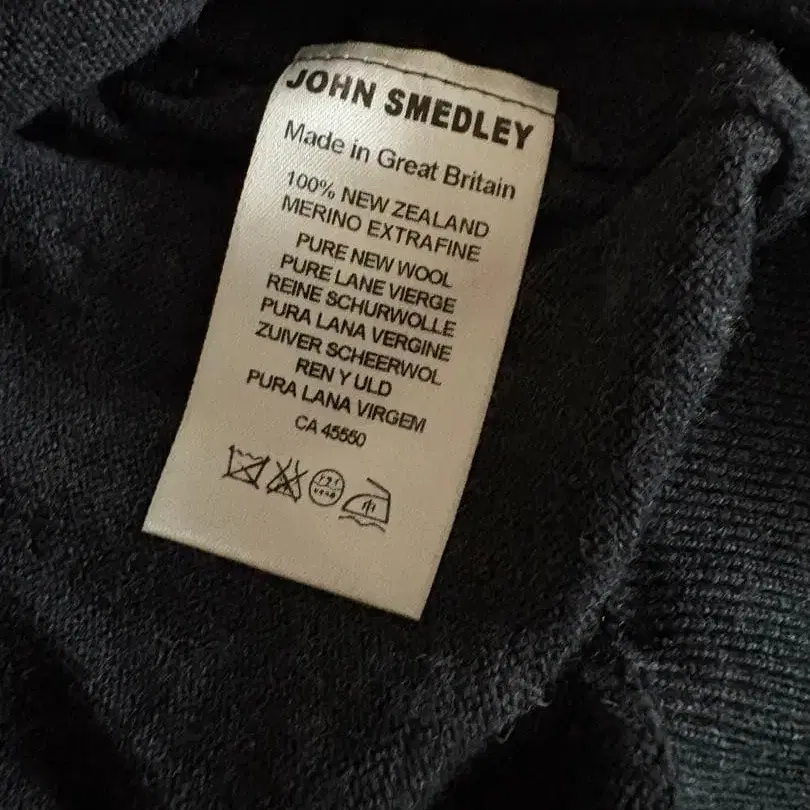 JOHN SMEDLEY
Made in Great Britain
100% NEW ZEALAND
MERINO EXTRAFINE
PURE NEW WOOL
PURE LANE VIERGE
REINE SCHURWOLLE
PURA LANA VERGINE
ZUIVER SCHEERWOL
REN Y ULD
PURA LANA VIRGEM
CA 45550